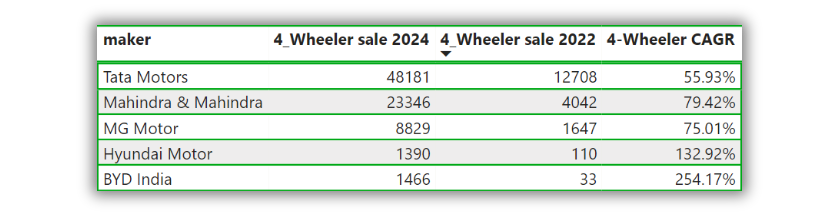 maker 4_Wheeler sale 2024 4_Wheeler sale 2022 4-Wheeler CAGR
Tata Motors 48181 12708 55.93%
Mahindra & Mahindra 23346 4042 79.42%
MG Motor 8829 1647 75.01%
Hyundai Motor 1390 110 132.92%
BYD India 1466 33 254.17%